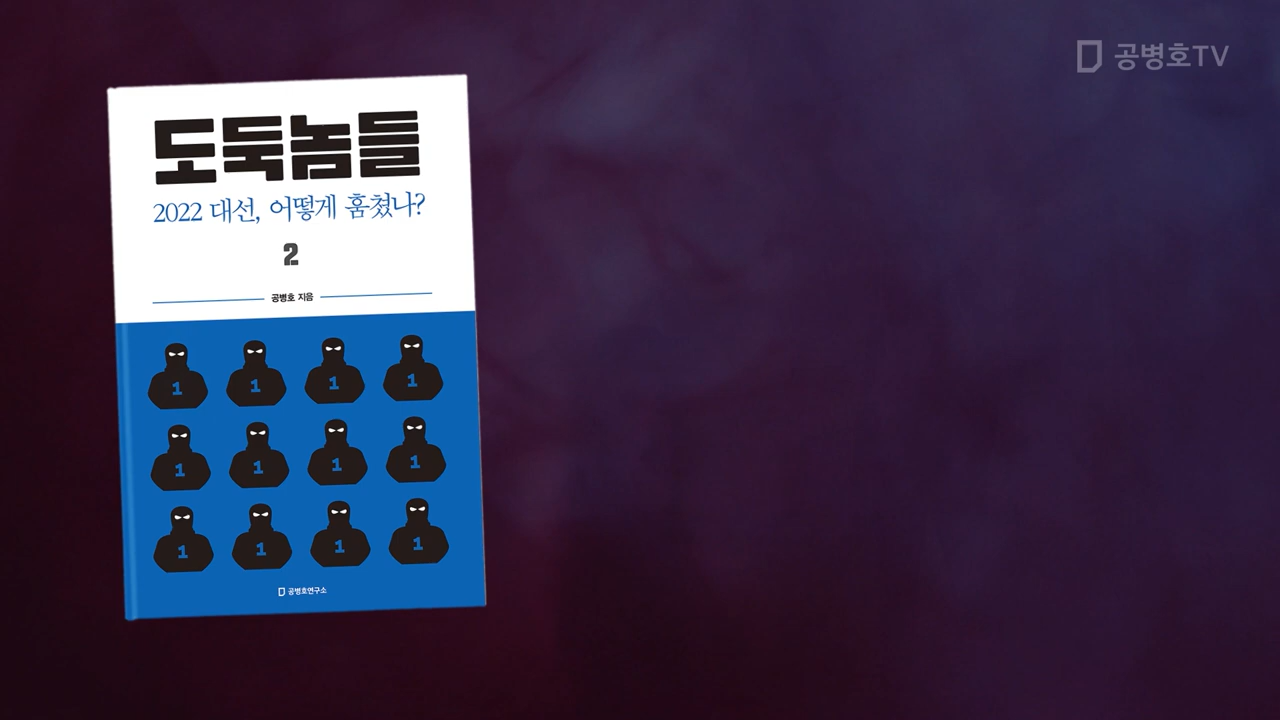 공병호TV
도둑놈들
2022 대선, 어떻게 훔쳤나?
2
공병호 지음
1 1 1 1
1 1 1 1
1 1 1 1
공병호연구소